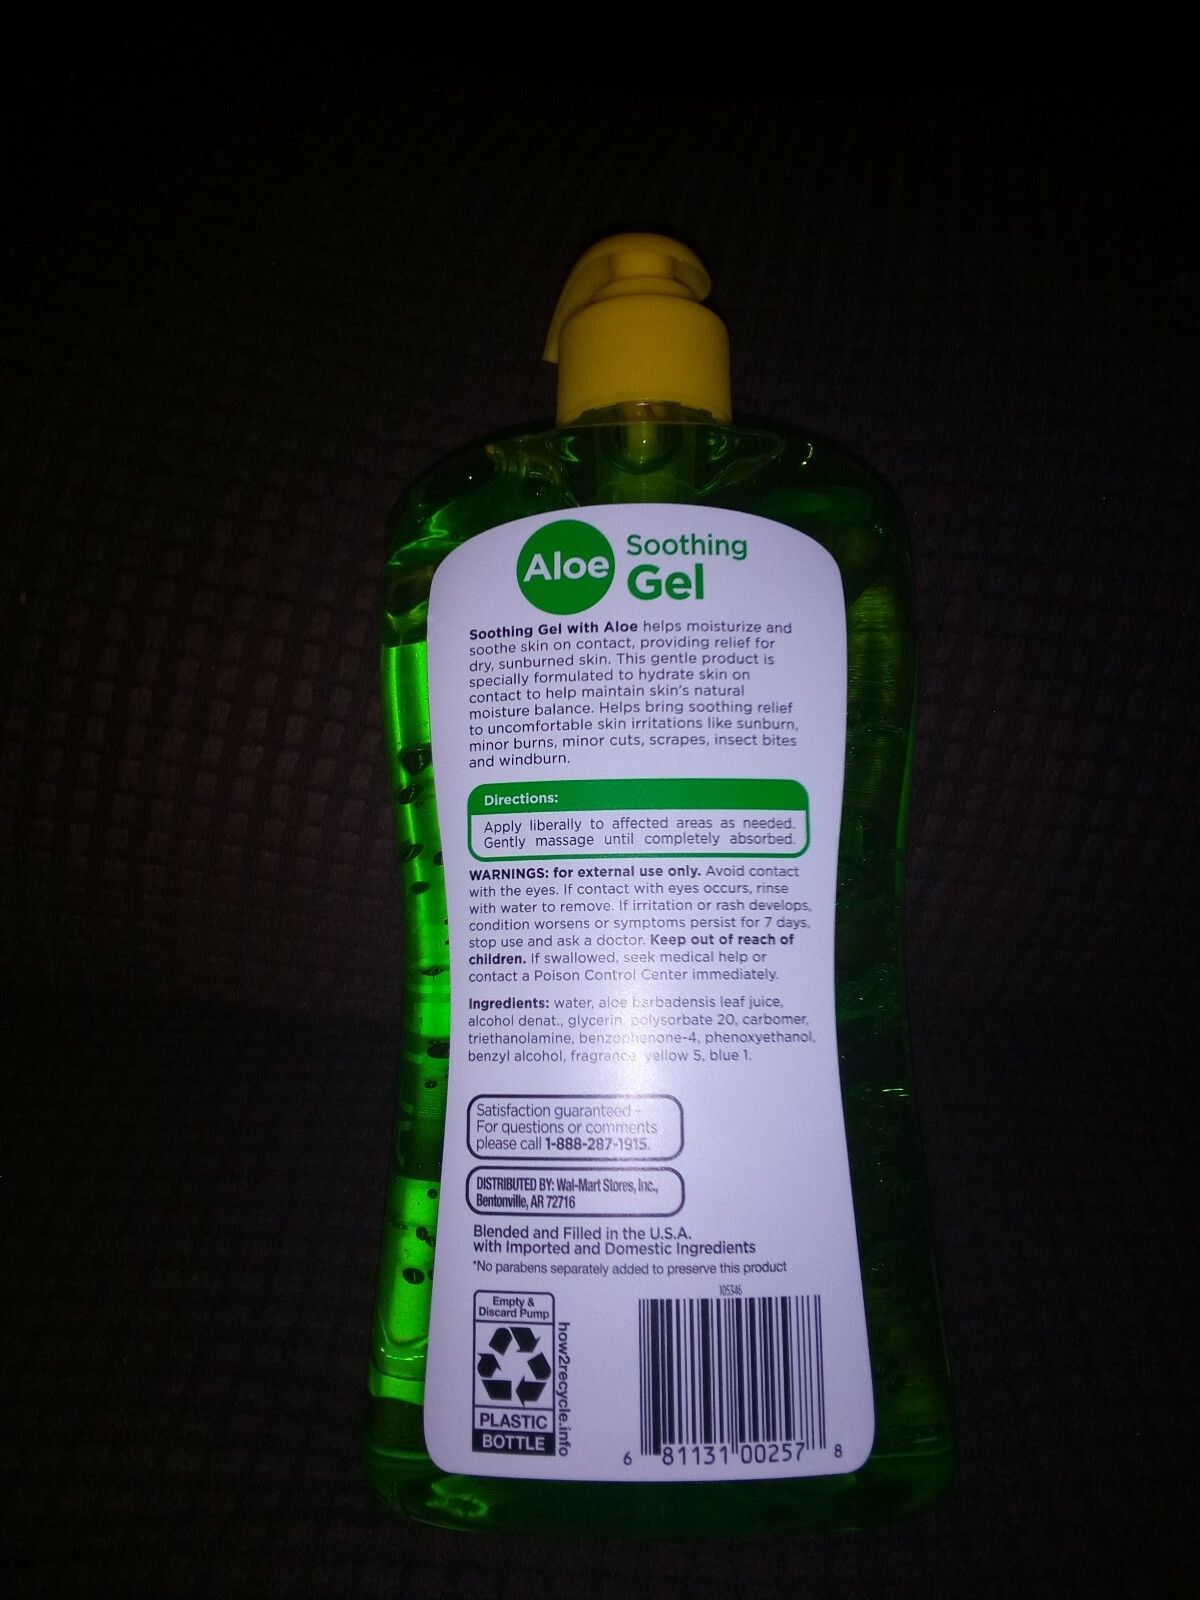 Aloe
Soothing
Gel
Soothing Gel with Aloe helps moisturize and
soothe skin on contact, providing relief for
dry, sunburned skin. This gentle product is
specially formulated to hydrate skin on
contact to help maintain skin's natural
moisture balance. Helps bring soothing relief
to uncomfortable skin irritations like sunburn,
minor burns, minor cuts, scrapes, insect bites
and windburn.
Directions:
Apply liberally to affected areas as needed.
Gently massage until completely absorbed.
WARNINGS: for external use only. Avoid contact
with the eyes. If contact with eyes occurs, rinse
with water to remove. If irritation or rash develops,
condition worsens or symptoms persist for 7 days,
stop use and ask a doctor. Keep out of reach of
children. If swallowed, seek medical help or
contact a Poison Control Center immediately.
Ingredients: water, aloe barbadensis leaf juice,
alcohol denat., glycerin, polysorbate 20, carbomer,
triethanolamine, benzophenone-4, phenoxyethanol,
benzyl alcohol, fragrance, yellow 5, blue 1.
Satisfaction guaranteed -
For questions or comments
please call 1-888-287-1915.
DISTRIBUTED BY: Wal-Mart Stores, Inc.,
Bentonville, AR 72716
Blended and Filled in the U.S.A.
with Imported and Domestic Ingredients
*No parabens separately added to preserve this product
Empty &
Discard Pump
PLASTIC
BOTTLE
how2recycle.info
105346
6 81131 00257 8